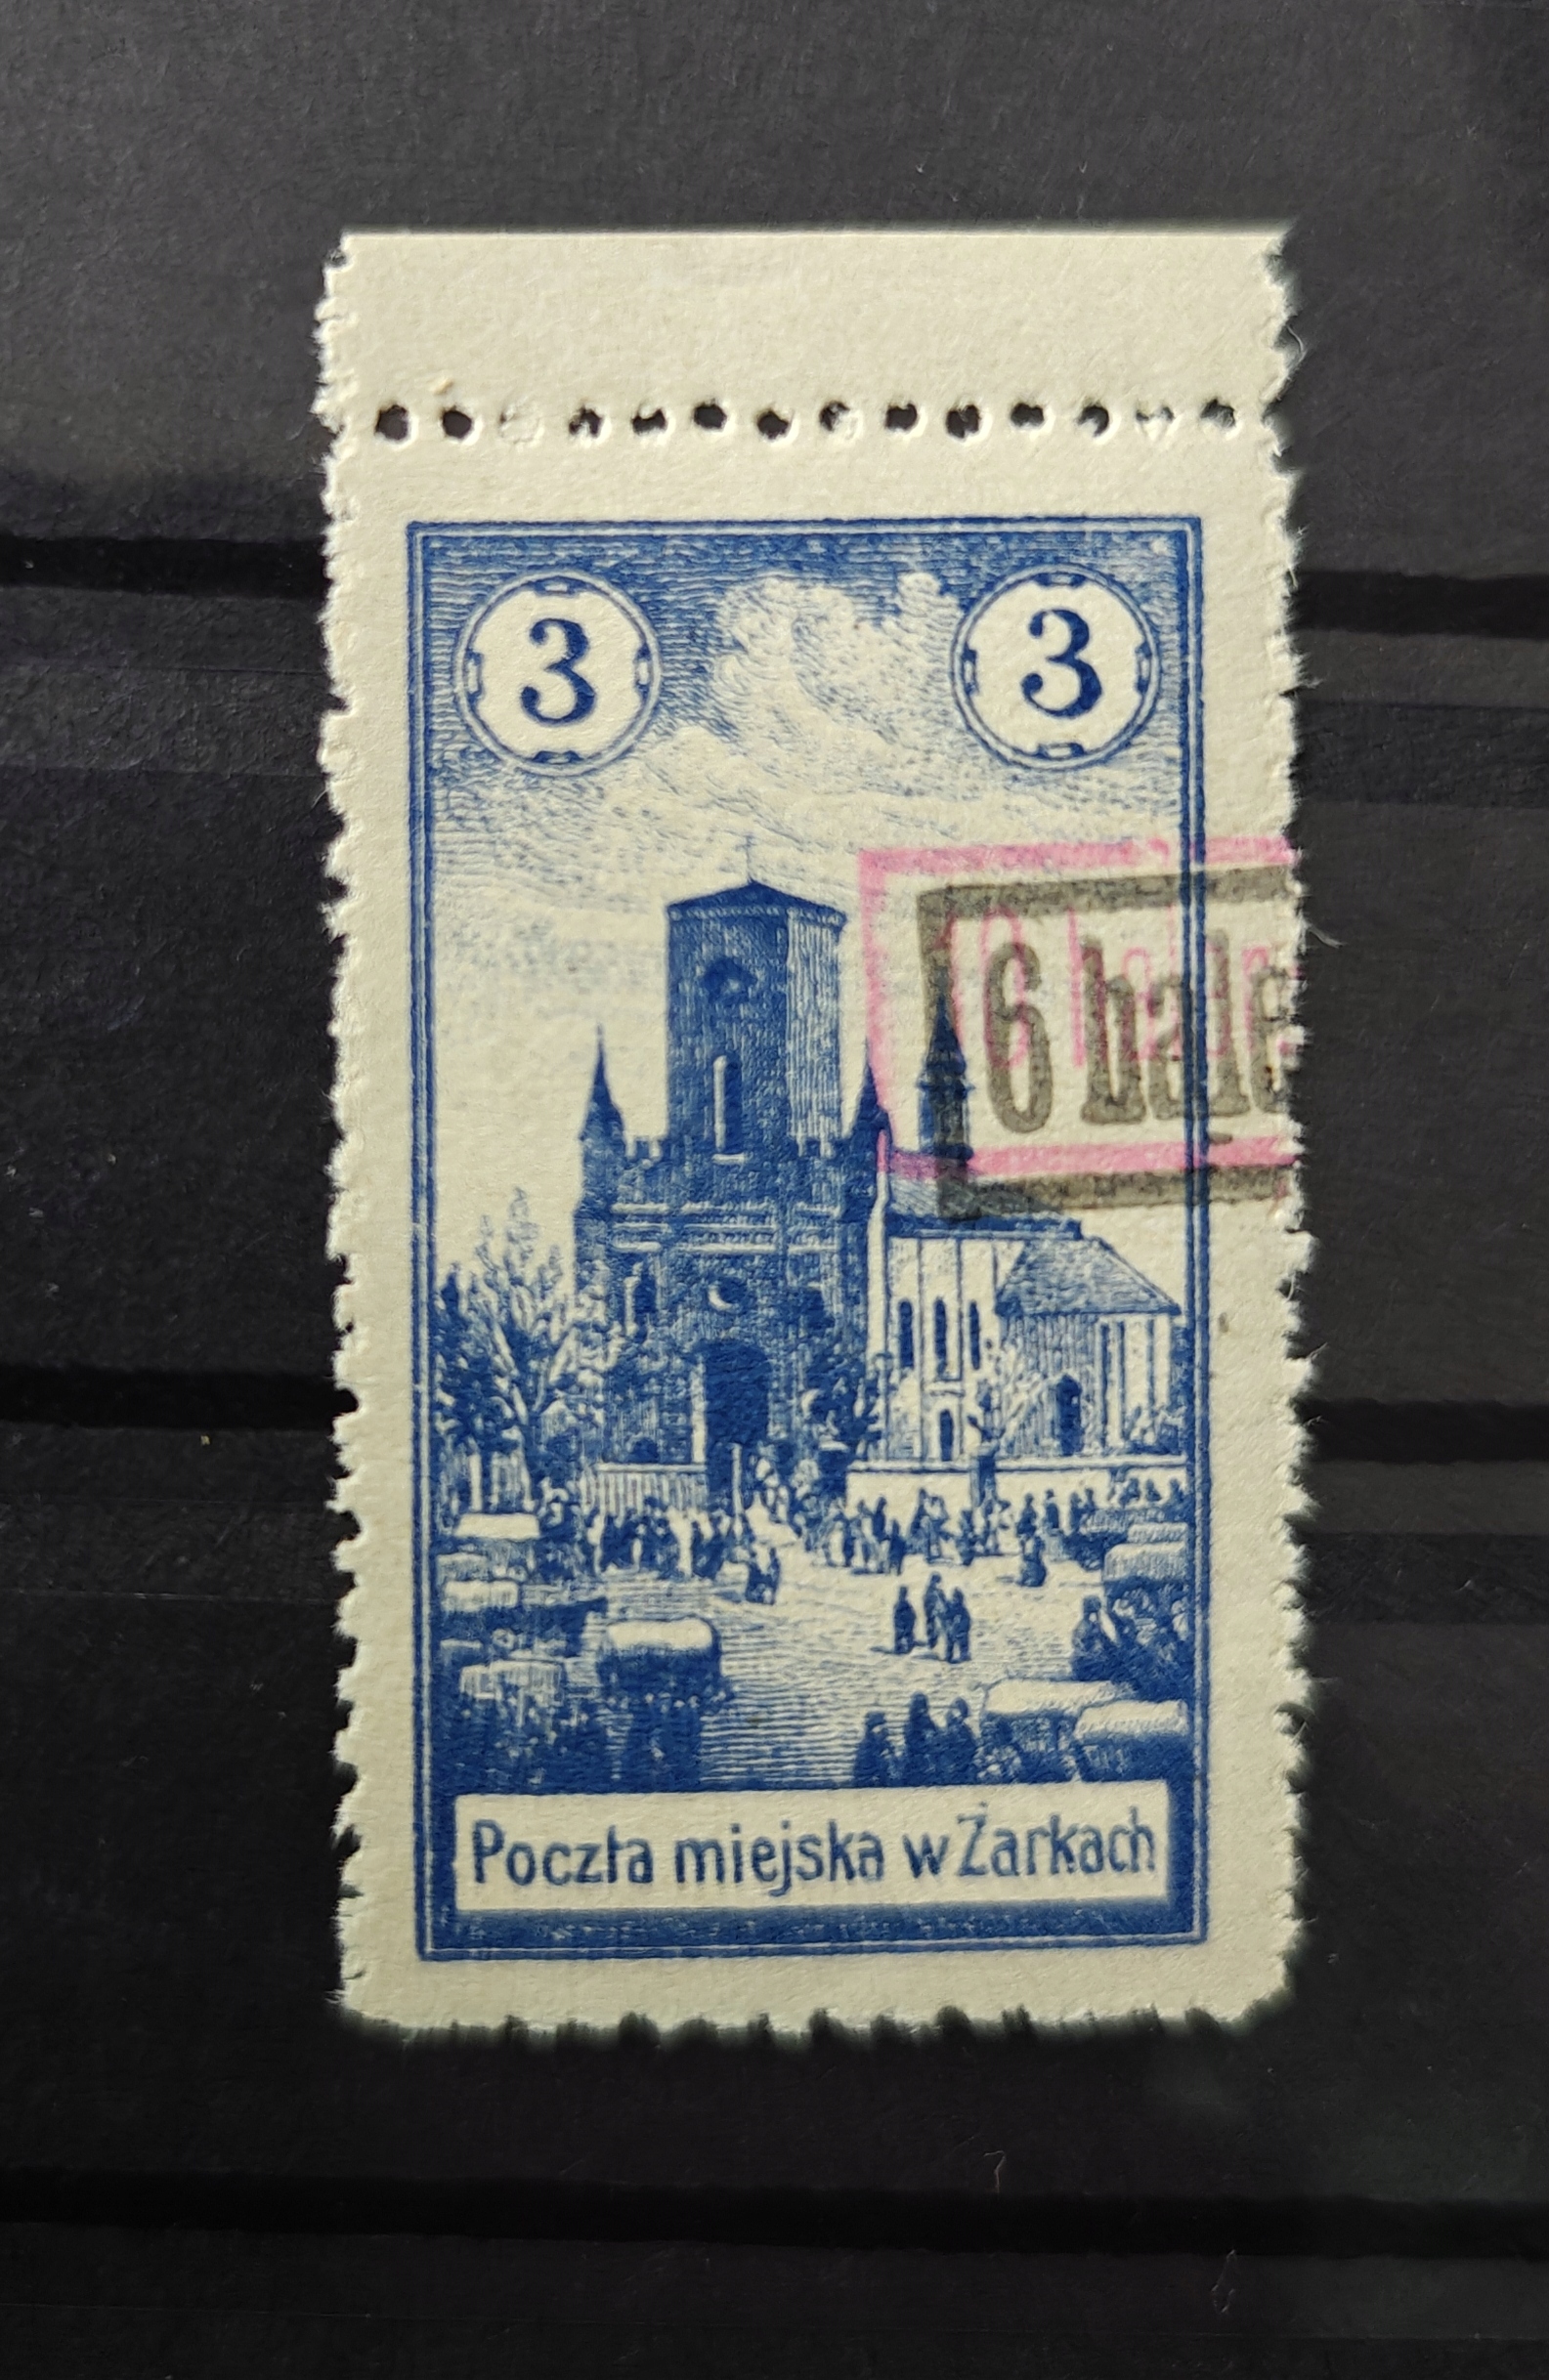 3 3
6 hale
Poczta miejska w Żarkach